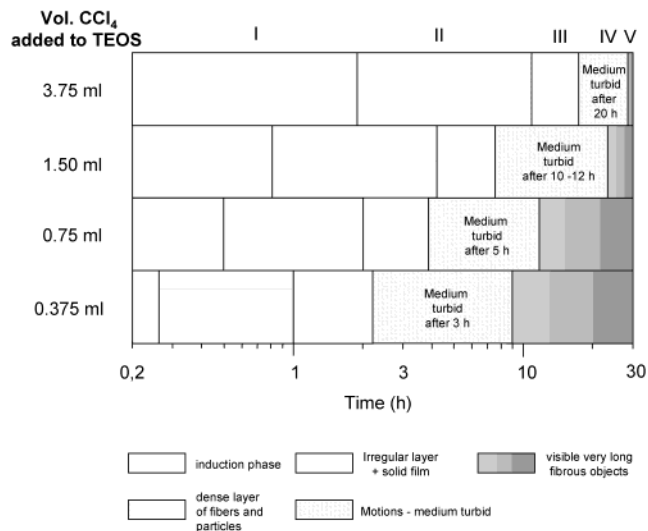 Vol. CCl4
added to TEOS
I II III IV V
3.75 ml
Medium
turbid
after
20 h
1.50 ml
Medium
turbid
after 10 -12 h
0.75 ml
Medium
turbid
after 5 h
0.375 ml
Medium
turbid
after 3 h
0,2 1 3 10 30
Time (h)
induction phase
Irregular layer
+ solid film
visible very long
fibrous objects
dense layer
of fibers and
particles
Motions - medium turbid